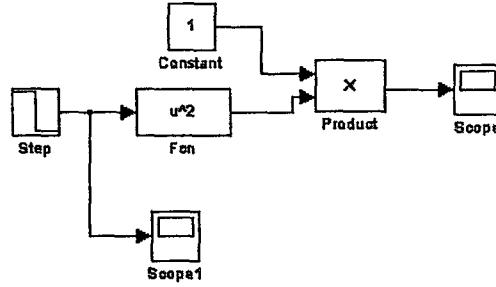 1
Constant
u^2
×
Step
Fcn
Product
Scope
Scope1